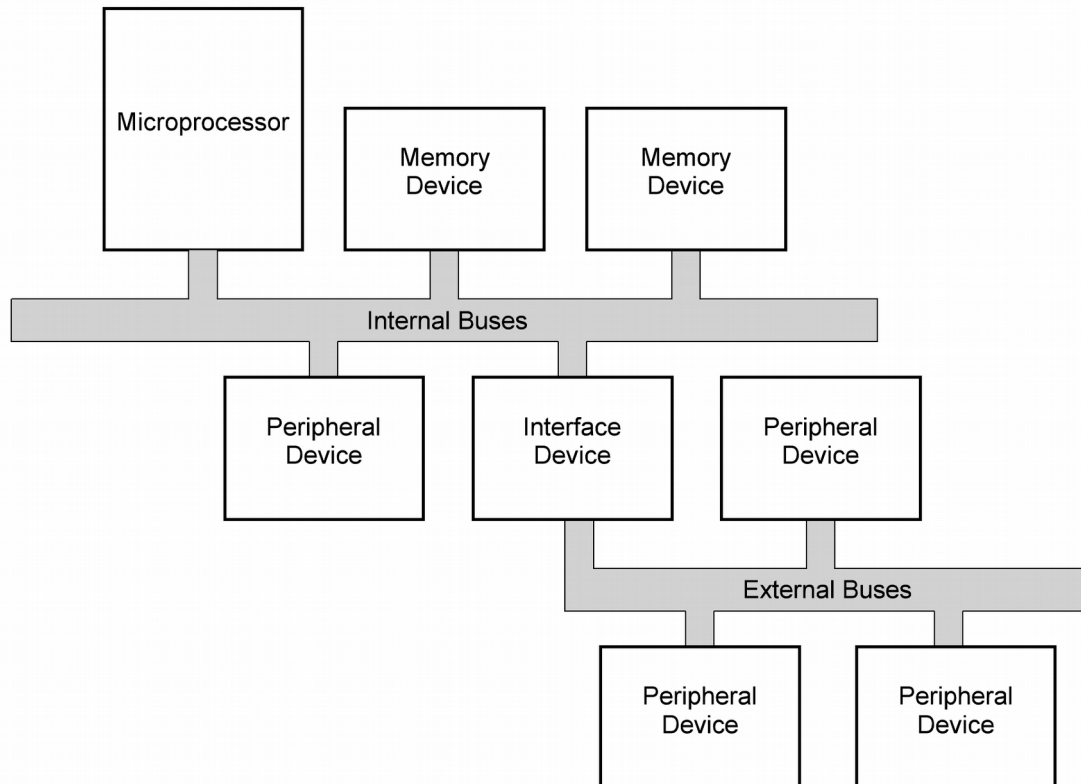 Microprocessor
Memory
Device
Memory
Device
Internal Buses
Peripheral
Device
Interface
Device
Peripheral
Device
External Buses
Peripheral
Device
Peripheral
Device